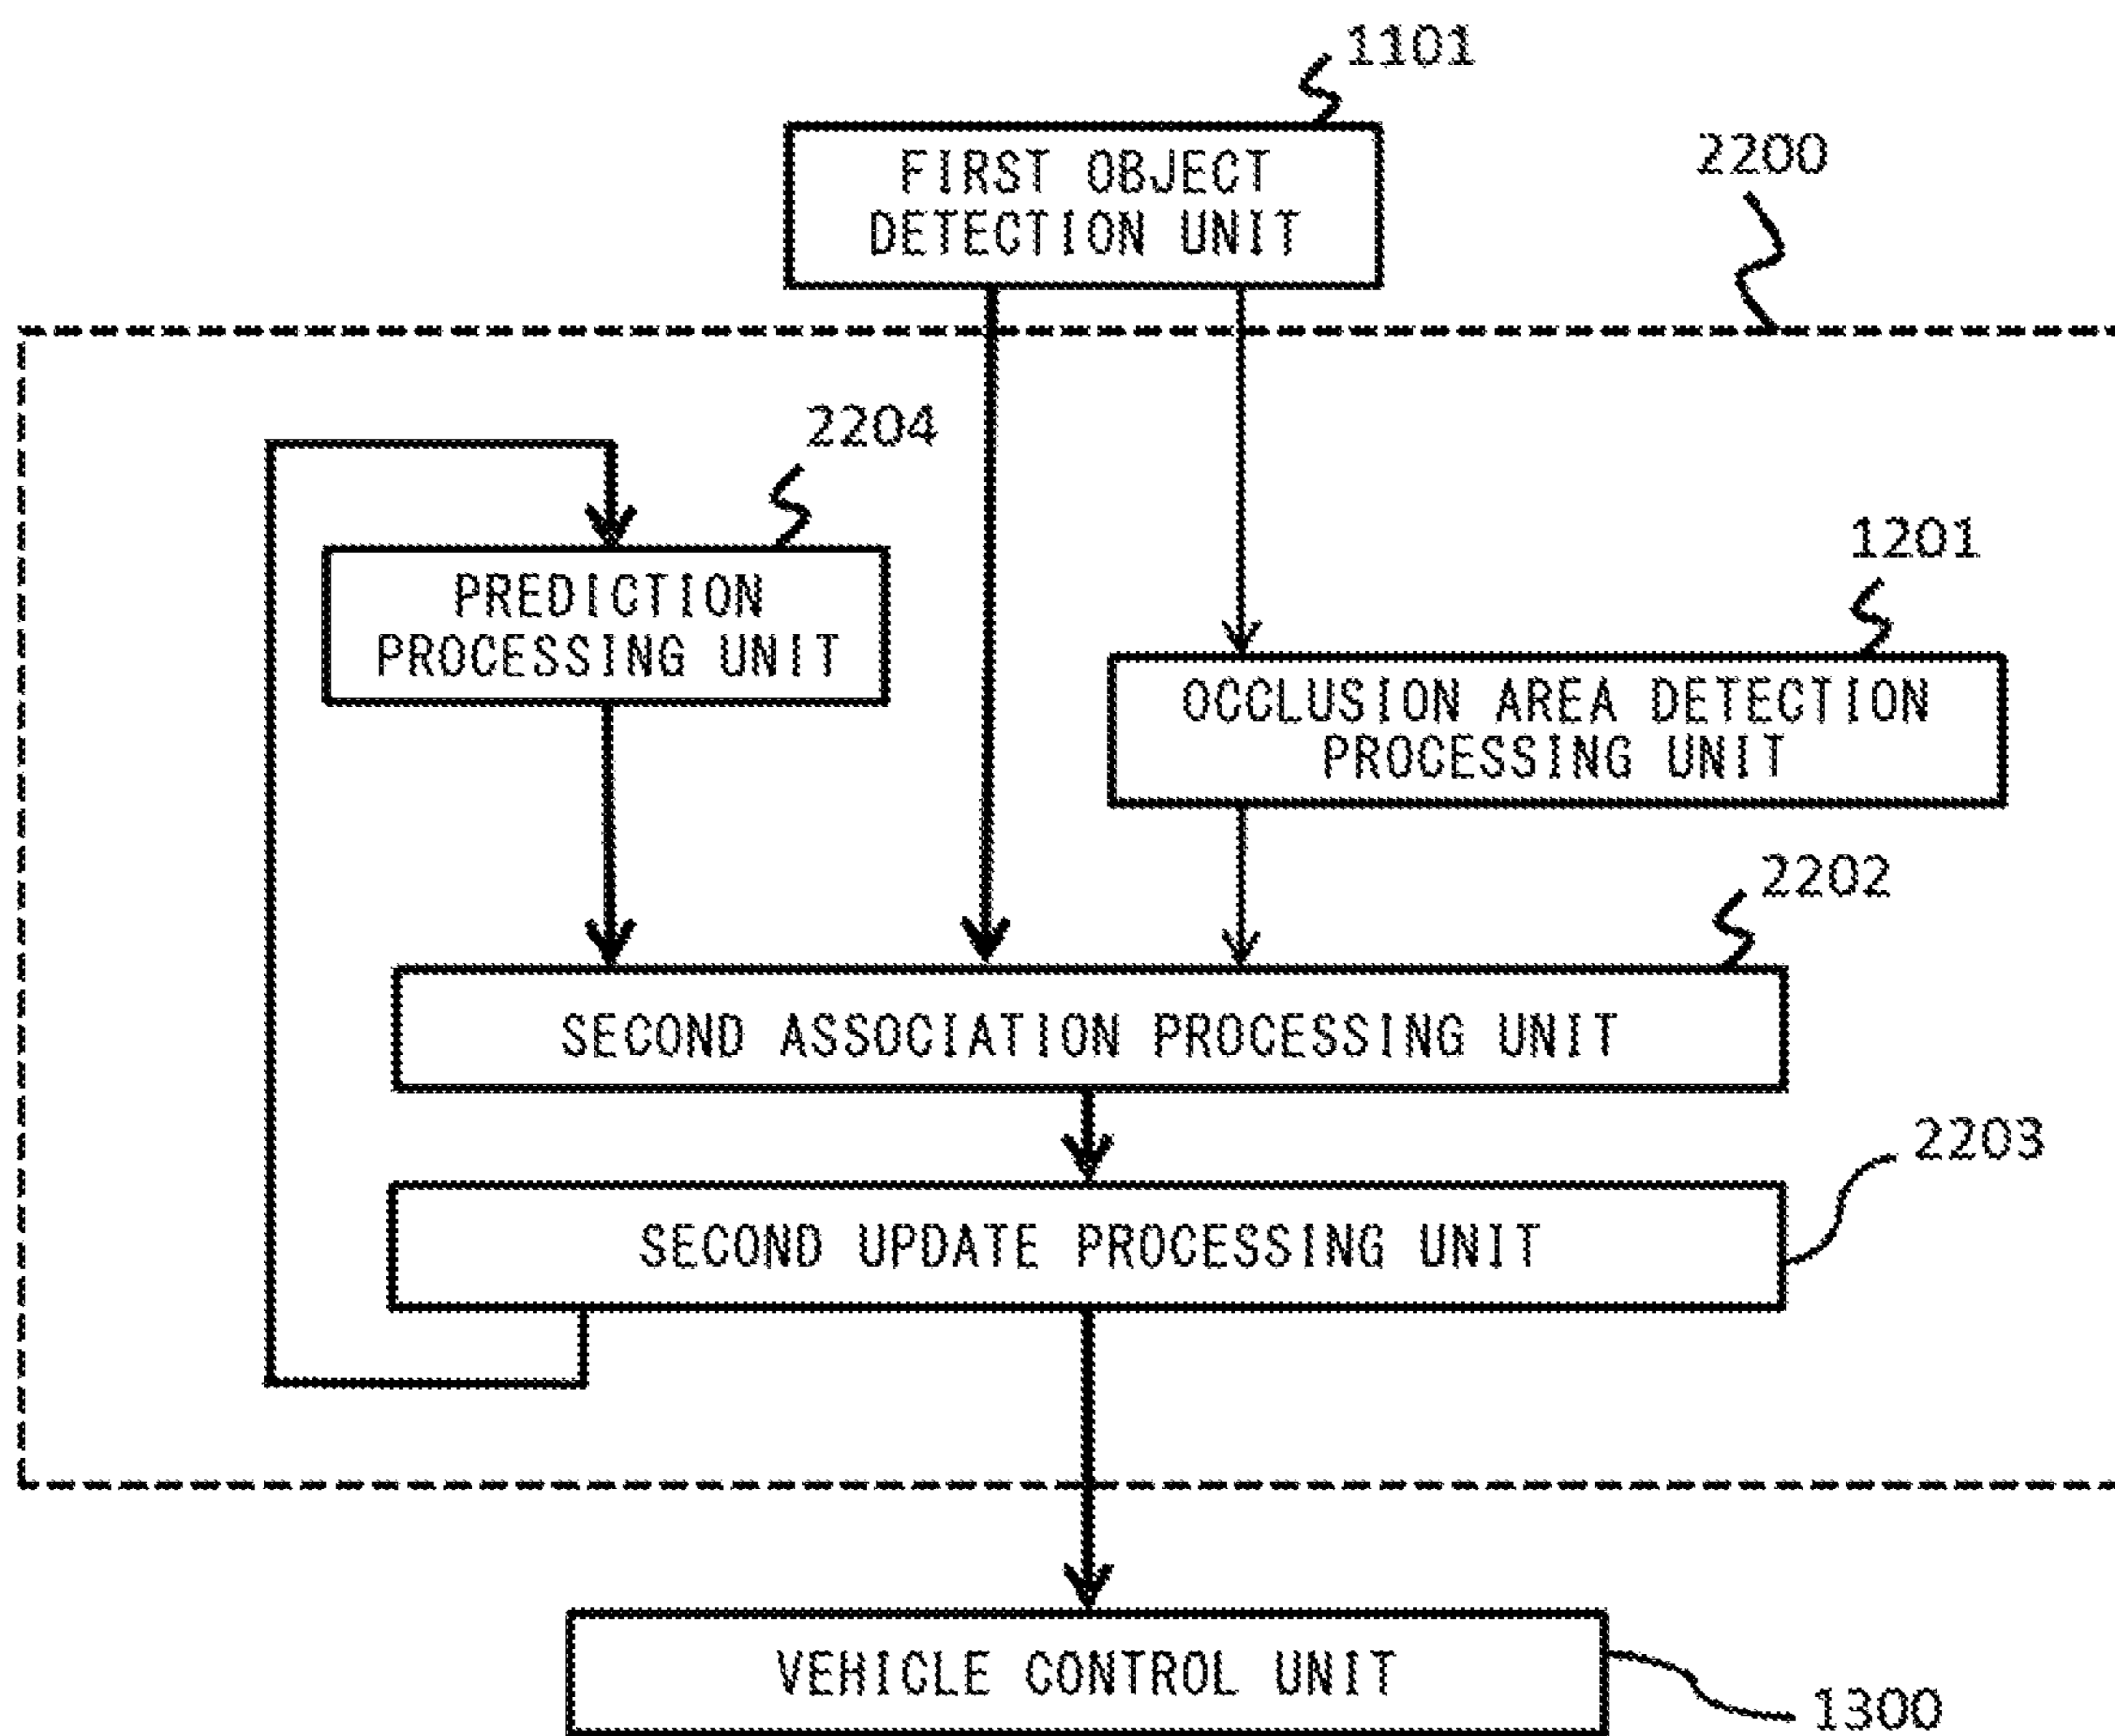 1101
FIRST OBJECT
DETECTION UNIT
2200
2204
PREDICTION
PROCESSING UNIT
1201
OCCLUSION AREA DETECTION
PROCESSING UNIT
2202
SECOND ASSOCIATION PROCESSING UNIT
2203
SECOND UPDATE PROCESSING UNIT
VEHICLE CONTROL UNIT
1300